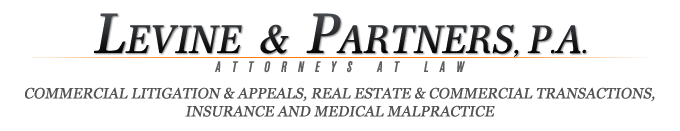 LEVINE & PARTNERS, P.A.
ATTORNEYS AT LAW
COMMERCIAL LITIGATION & APPEALS, REAL ESTATE & COMMERCIAL TRANSACTIONS,
INSURANCE AND MEDICAL MALPRACTICE